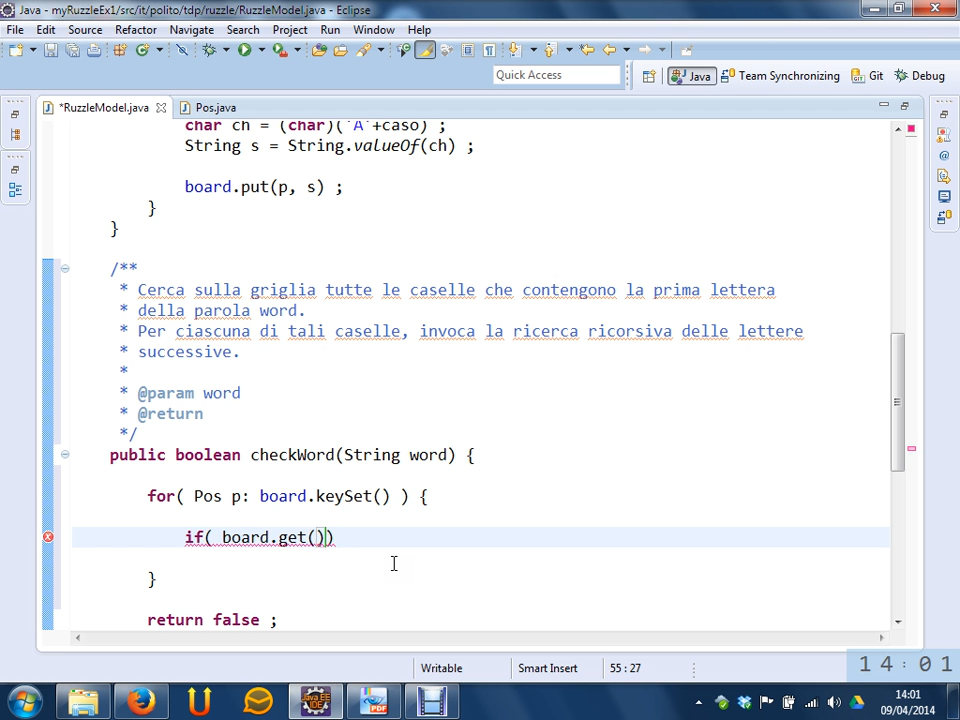 Java - myRuzzleEx1/src/it/polito/tdp/ruzzle/RuzzleModel.java - Eclipse
File Edit Source Refactor Navigate Search Project Run Window Help
Quick Access
Java Team Synchronizing Git Debug
*RuzzleModel.java Pos.java
char ch = (char)('A'+caso) ;
String s = String.valueOf(ch) ;
board.put(p, s) ;
}
}
/**
* Cerca sulla griglia tutte le caselle che contengono la prima lettera
* della parola word.
* Per ciascuna di tali caselle, invoca la ricerca ricorsiva delle lettere
* successive.
*
* @param word
* @return
*/
public boolean checkWord(String word) {
for( Pos p: board.keySet() ) {
if( board.get())
}
return false ;
Writable Smart Insert 55 : 27
14:01
14:01
09/04/2014